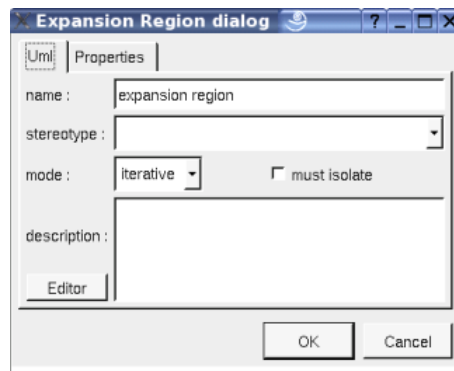 Expansion Region dialog ? _
Uml Properties
name : expansion region
stereotype :
mode : iterative must isolate
description :
Editor
OK Cancel